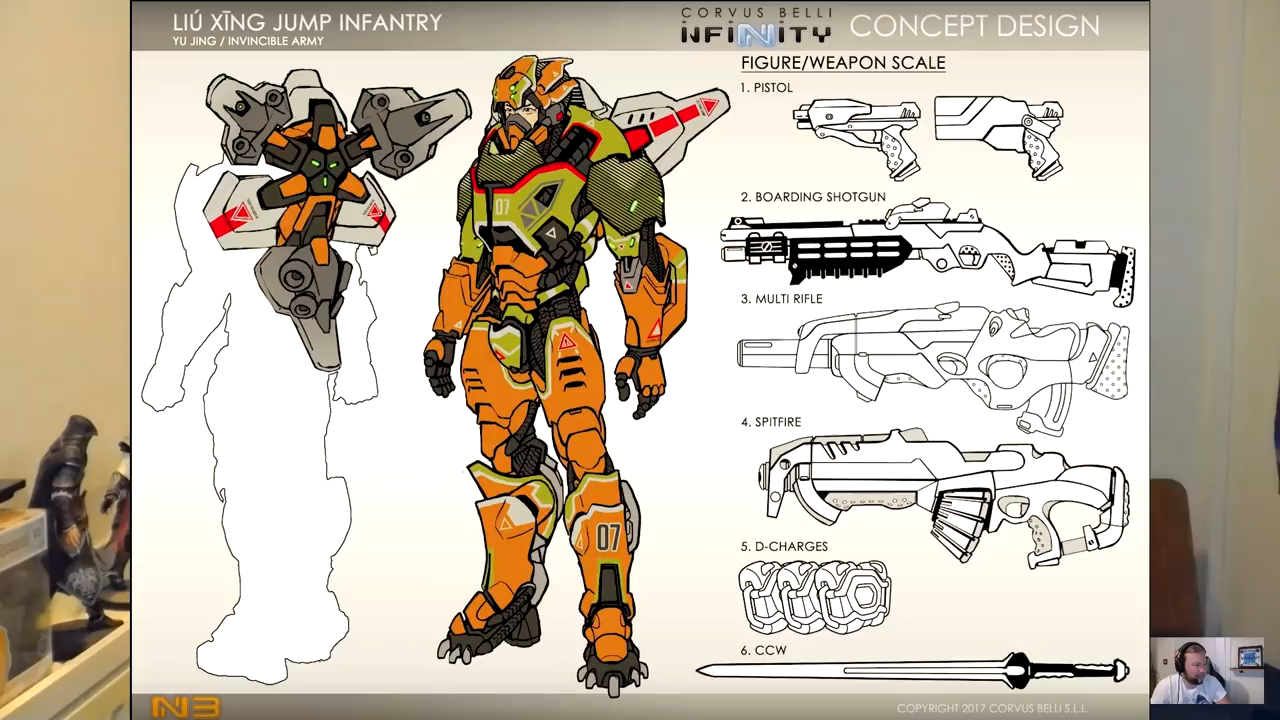 LIÚ XĪNG JUMP INFANTRY
YU JING / INVINCIBLE ARMY
CORVUS BELLI
INFINITY
CONCEPT DESIGN
FIGURE/WEAPON SCALE
1. PISTOL
2. BOARDING SHOTGUN
3. MULTI RIFLE
4. SPITFIRE
5. D-CHARGES
6. CCW
07
07
N3
COPYRIGHT 2017 CORVUS BELLI S.L.L.